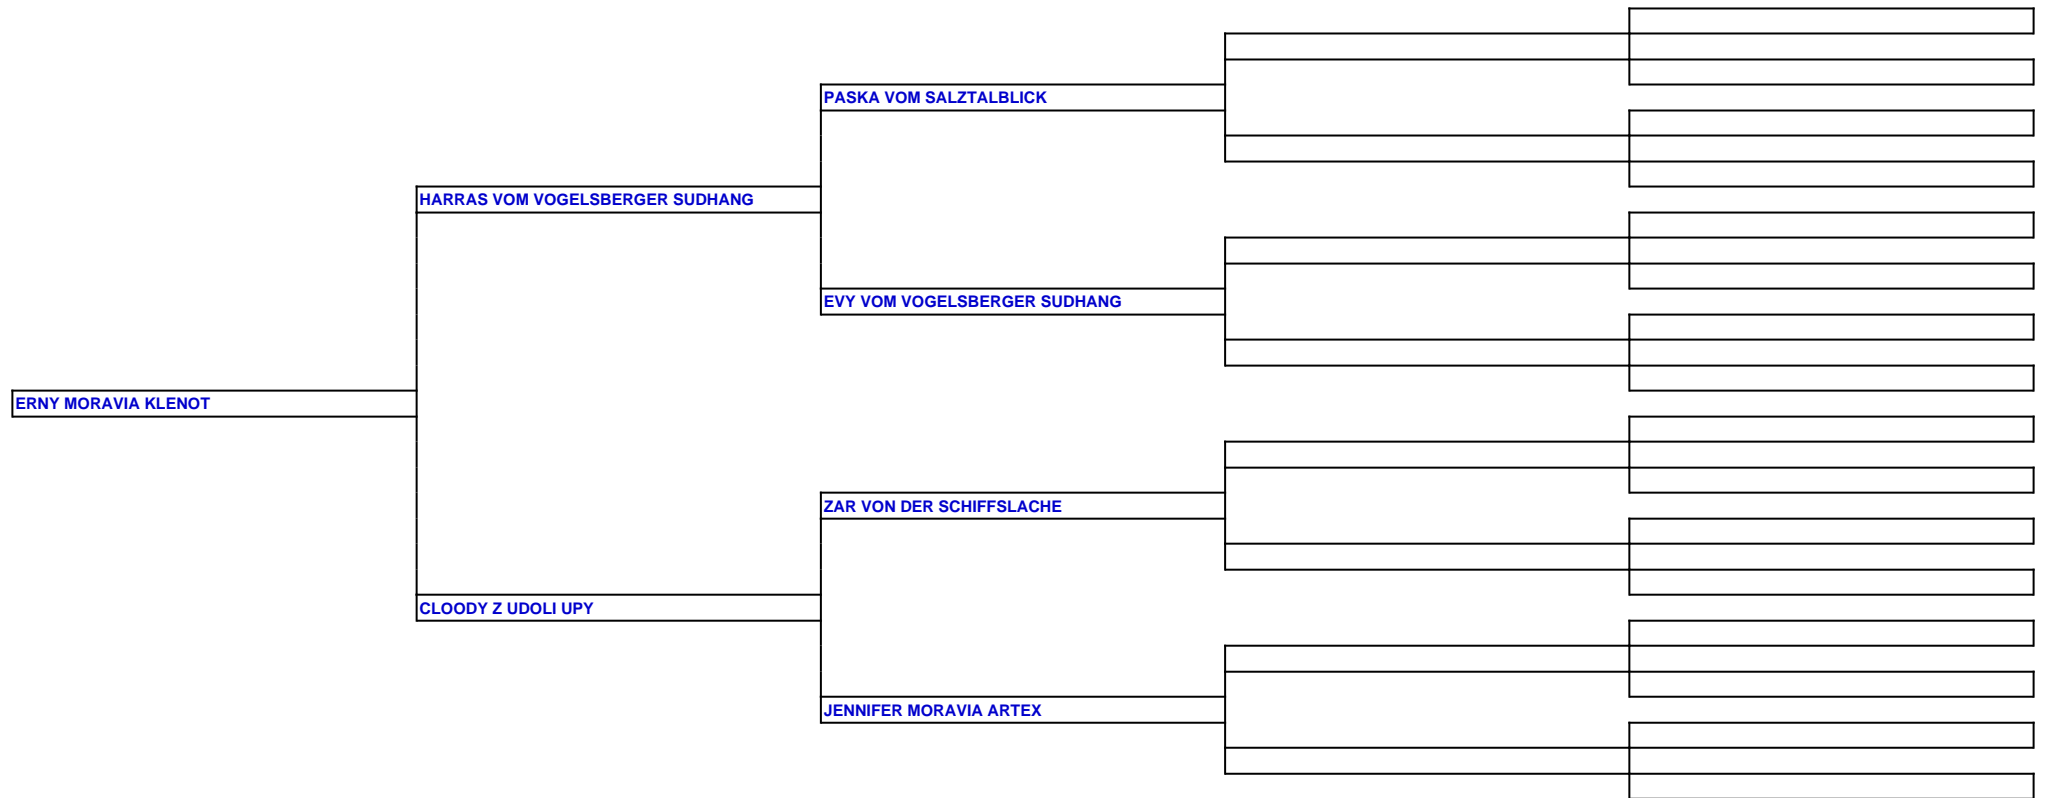 PASKA VOM SALZTALBLICK
HARRAS VOM VOGELSBERGER SUDHANG
EVY VOM VOGELSBERGER SUDHANG
ERNY MORAVIA KLENOT
ZAR VON DER SCHIFFSLACHE
CLOODY Z UDOLI UPY
JENNIFER MORAVIA ARTEX